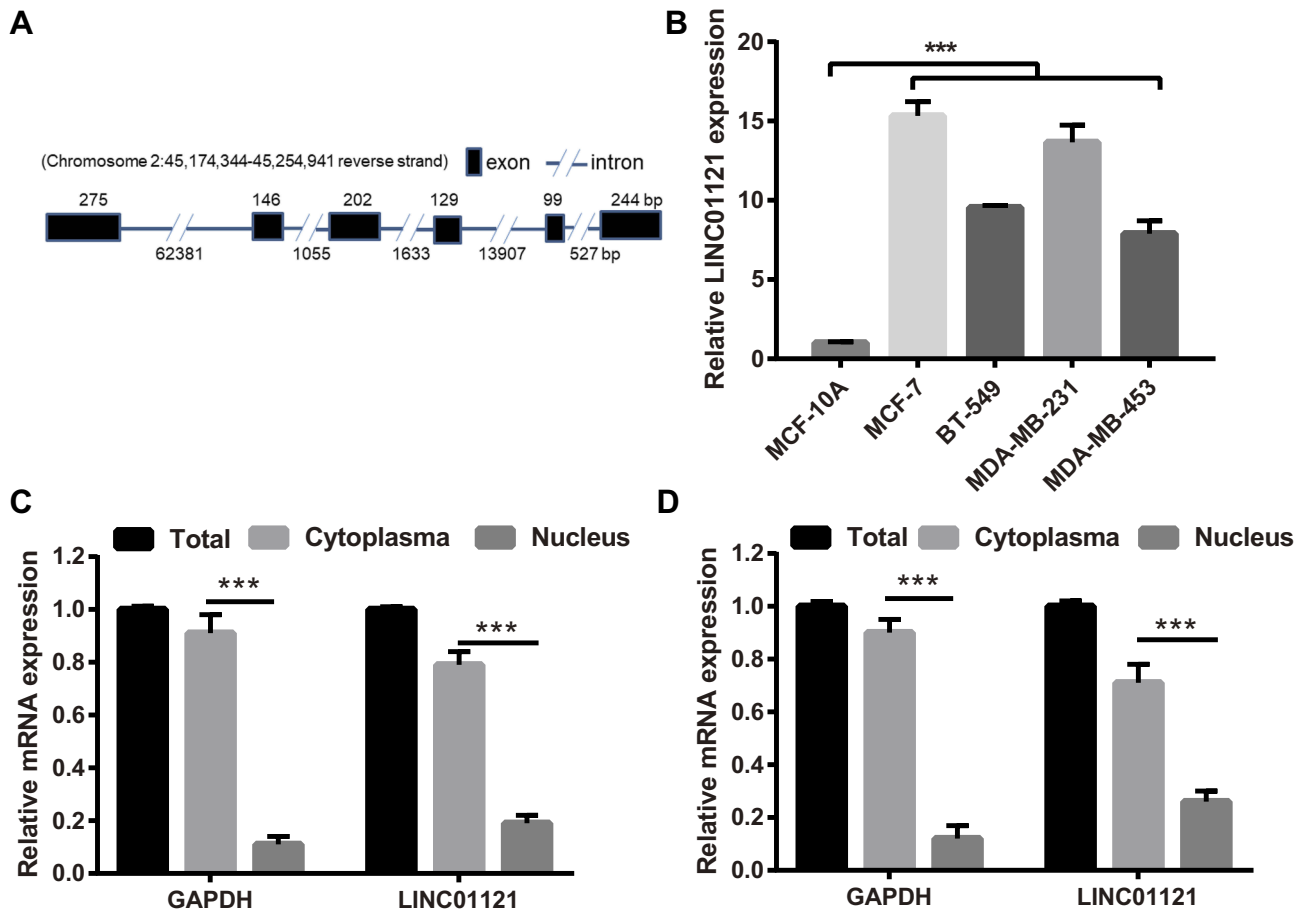 A
(Chromosome 2:45,174,344-45,254,941 reverse strand) exon intron
275 146 202 129 99 244 bp
62381 1055 1633 13907 527 bp
B
Relative LINC01121 expression
20
15
10
5
0
***
MCF-10A
MCF-7
BT-549
MDA-MB-231
MDA-MB-453
C
Total Cytoplasma Nucleus
Relative mRNA expression
1.2
1.0
0.8
0.6
0.4
0.2
0.0
***
***
GAPDH LINC01121
D
Total Cytoplasma Nucleus
Relative mRNA expression
1.2
1.0
0.8
0.6
0.4
0.2
0.0
***
***
GAPDH LINC01121